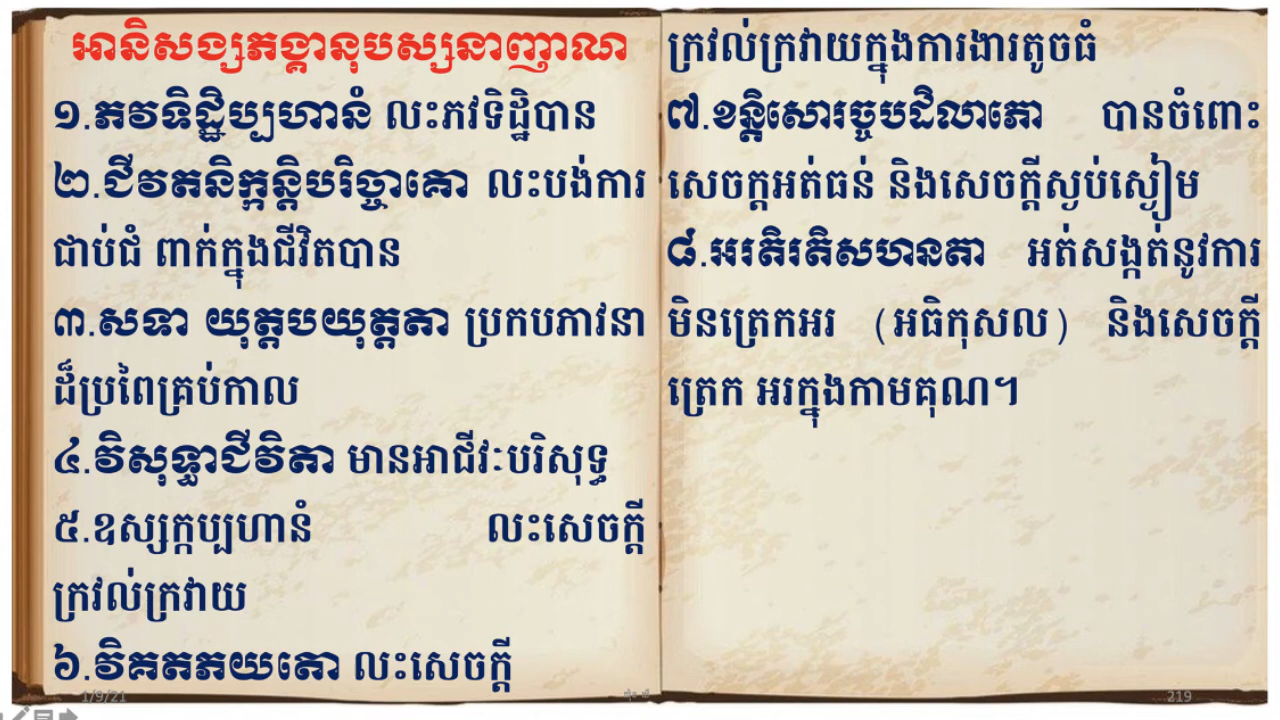 អានិសង្សភង្គានុបស្សនាញាណ
១.ភវទិដ្ឋិប្បហានំ លះភវទិដ្ឋិបាន
២.ជីវតនិក្កន្តិបរិច្ចាគោ លះបង់ការ
ជាប់ជំ ពាក់ក្នុងជីវិតបាន
៣.សទា យុត្តបយុត្តតា ប្រកបភាវនា
ដ៏ប្រពៃគ្រប់កាល
៤.វិសុទ្ធាជីវិតា មានអាជីវៈបរិសុទ្ធ
៥.ឧស្សក្កប្បហានំ លះសេចក្តី
ក្រវល់ក្រវាយ
៦.វិគតភយតោ លះសេចក្តី
ក្រវល់ក្រវាយក្នុងការងារតូចធំ
៧.ខន្តិសោរច្ចបដិលាភោ បានចំពោះ
សេចក្តអត់ធន់ និងសេចក្តីស្ងប់ស្ងៀម
៨.អរតិរតិសហនតា អត់សង្កត់នូវការ
មិនត្រេកអរ (អធិកុសល) និងសេចក្តី
ត្រេក អរក្នុងកាមគុណ។
1/9/21
219